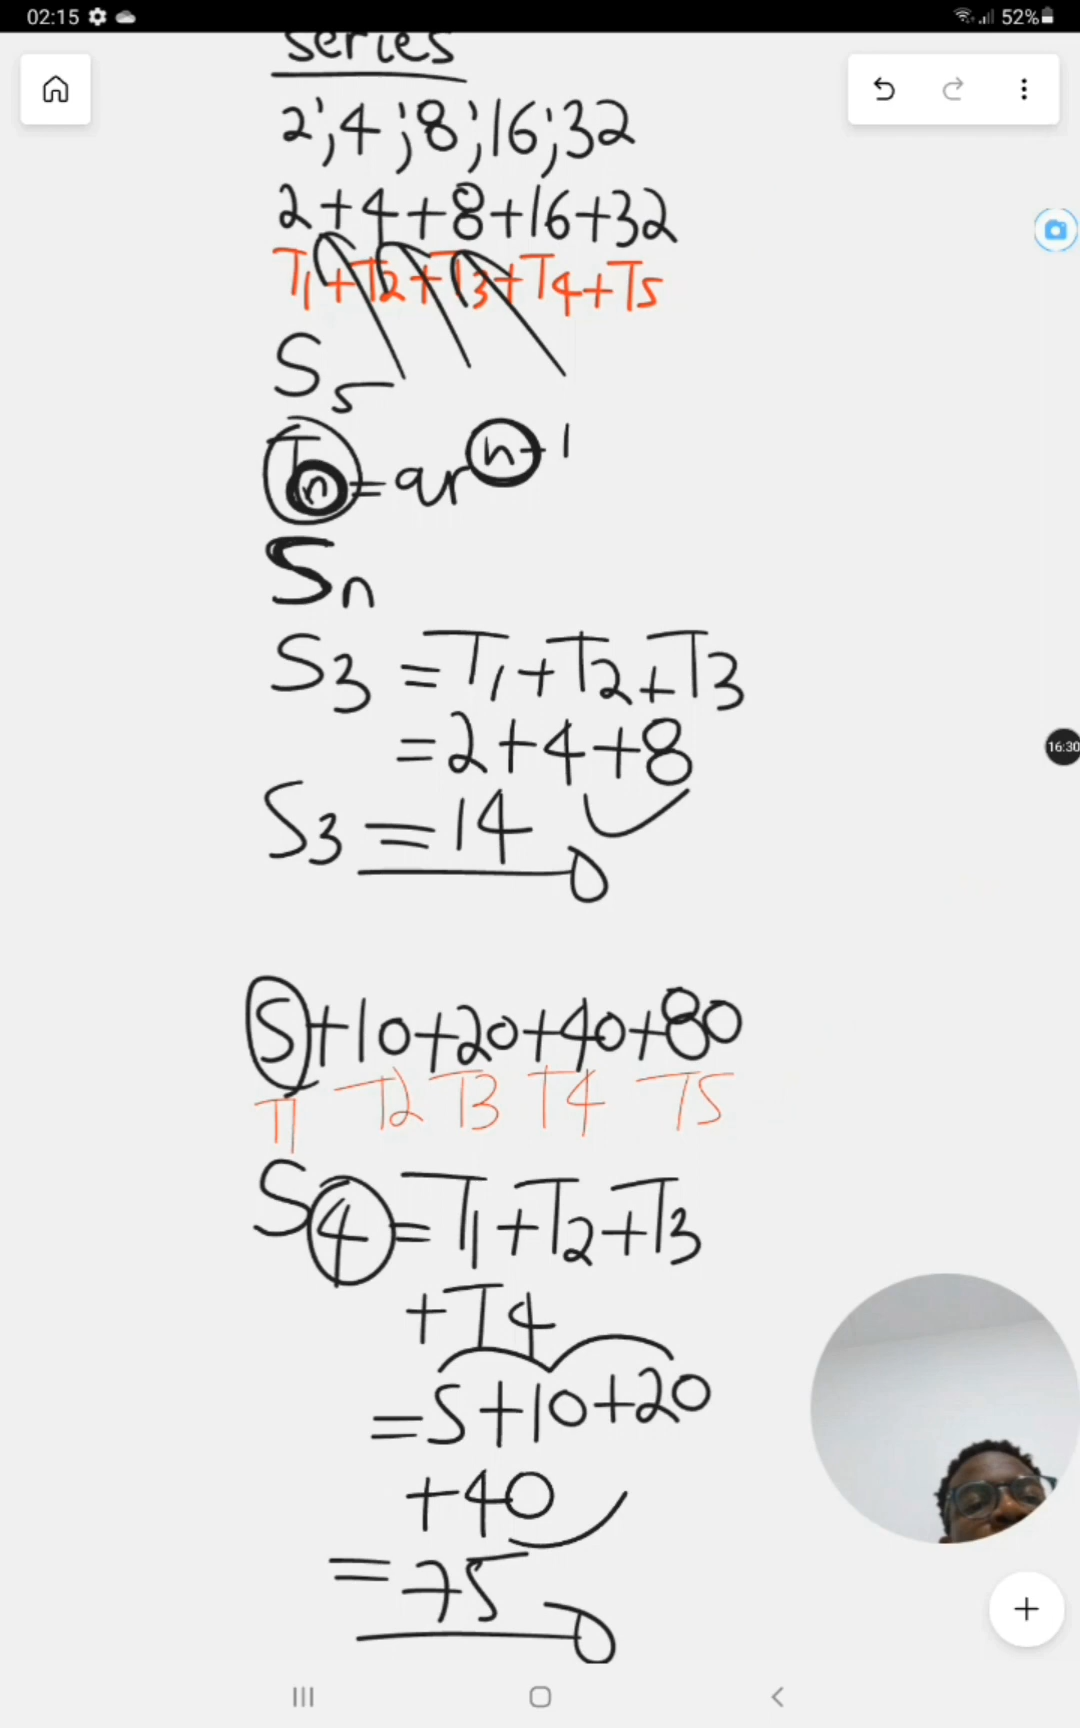 02:15 52%
series
2;4;8;16;32
2+4+8+16+32
T1+T2+T3+T4+T5
S5
Tn=ar^n-1
Sn
S3=T1+T2+T3
=2+4+8
S3=14
16:30
5+10+20+40+80
T1 T2 T3 T4 T5
S4=T1+T2+T3
+T4
=5+10+20
+40
=75